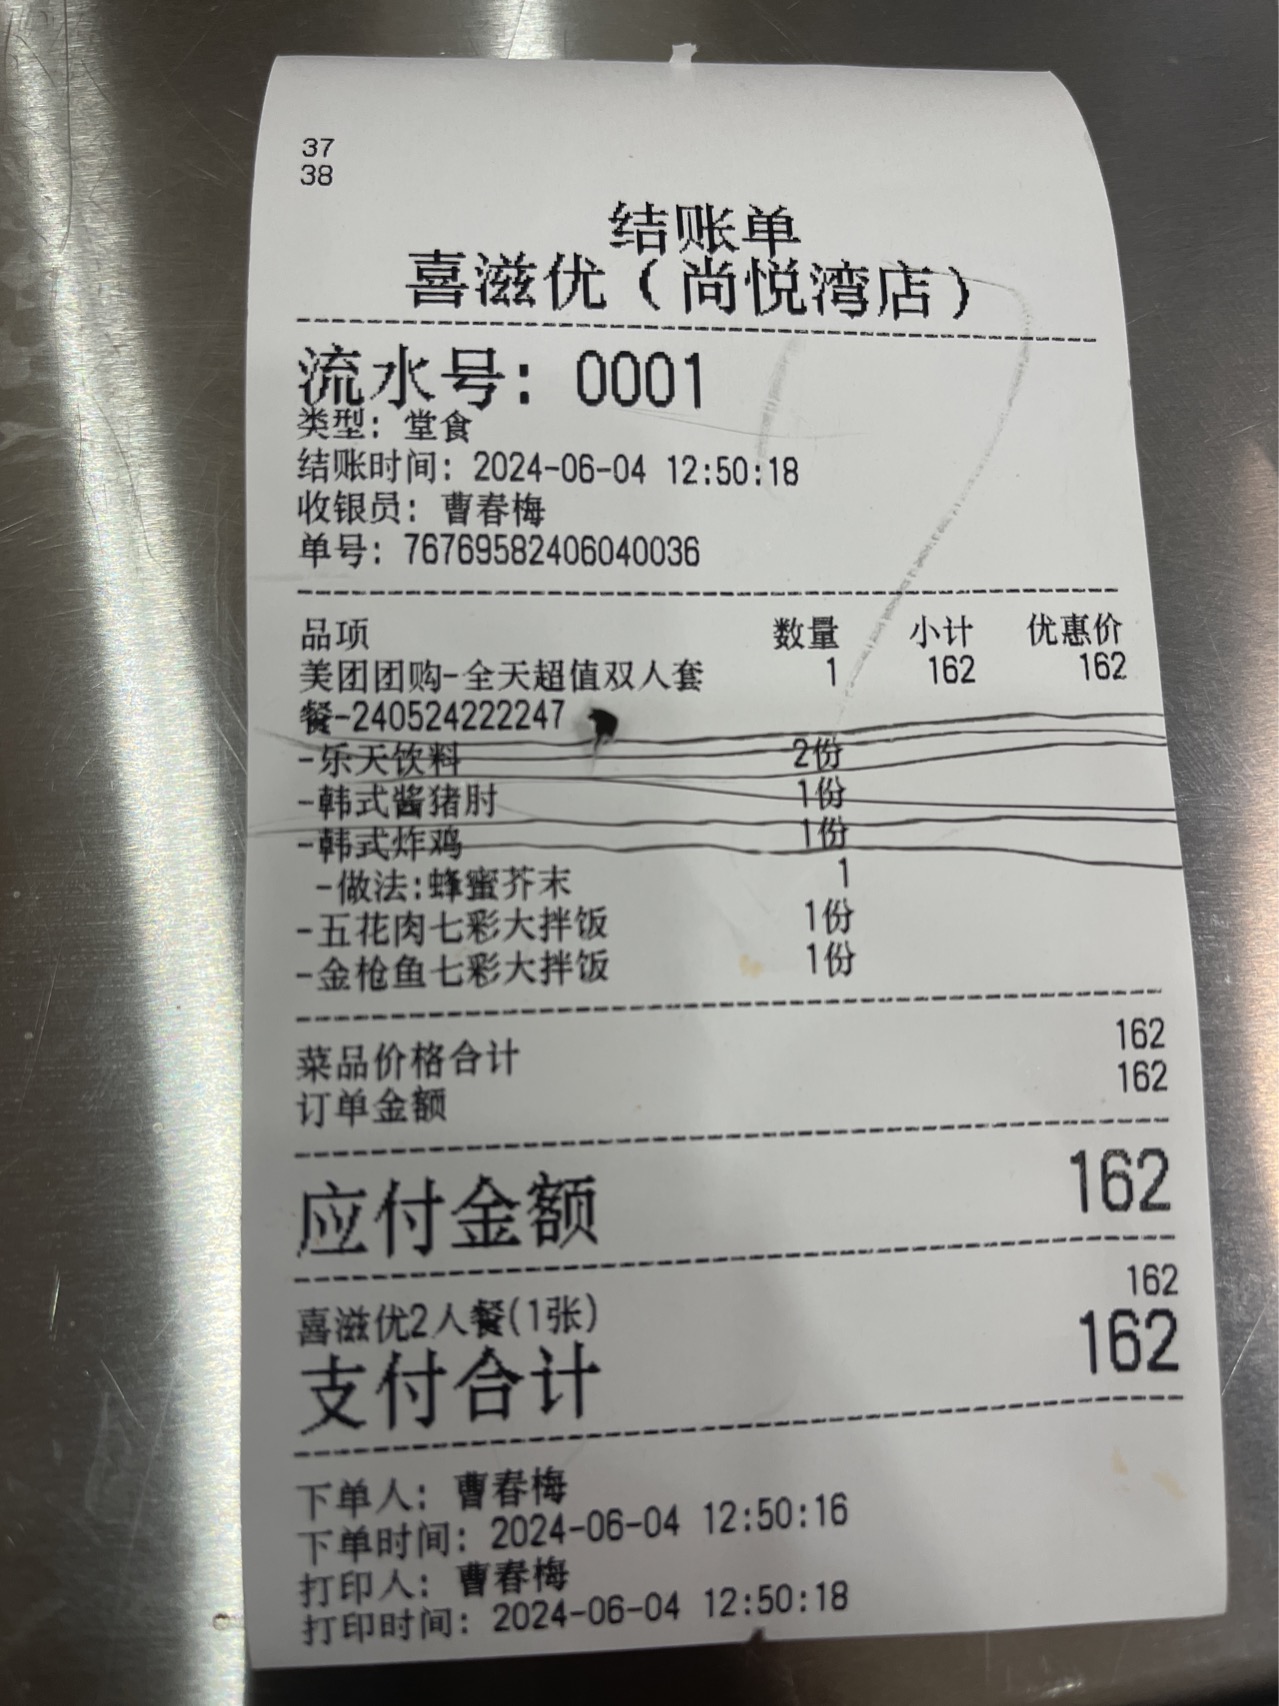 37
38
结账单
喜滋优（尚悦湾店）
流水号：0001
类型：堂食
结账时间：2024-06-04 12:50:18
收银员：曹春梅
单号：76769582406040036
品项 数量 小计 优惠价
美团团购-全天超值双人套 1 162 162
餐-240524222247
-乐天饮料 2份
-韩式酱猪肘 1份
-韩式炸鸡 1份
-做法:蜂蜜芥末 1
-五花肉七彩大拌饭 1份
-金枪鱼七彩大拌饭 1份
菜品价格合计 162
订单金额 162
应付金额 162
喜滋优2人餐(1张) 162
支付合计 162
下单人：曹春梅
下单时间：2024-06-04 12:50:16
打印人：曹春梅
打印时间：2024-06-04 12:50:18